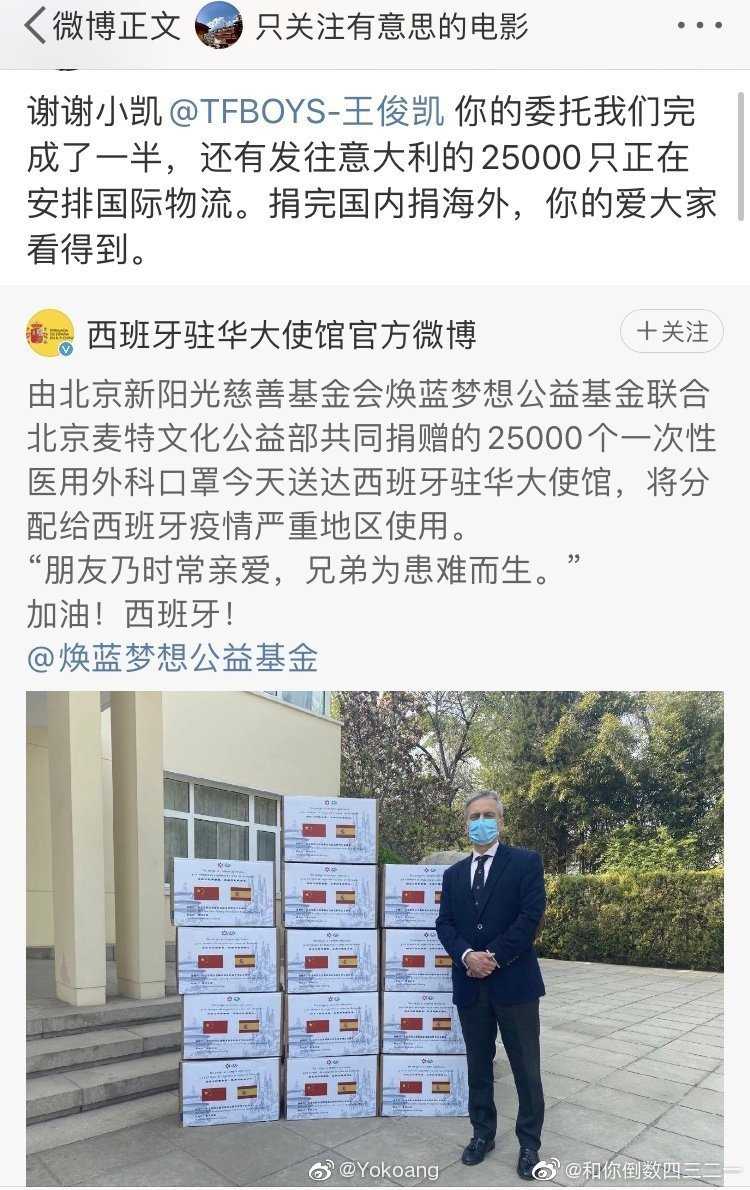 微博正文
只关注有意思的电影
谢谢小凯@TFBOYS-王俊凯 你的委托我们完
成了一半，还有发往意大利的25000只正在
安排国际物流。捐完国内捐海外，你的爱大家
看得到。
西班牙驻华大使馆官方微博
+关注
由北京新阳光慈善基金会焕蓝梦想公益基金联合
北京麦特文化公益部共同捐赠的25000个一次性
医用外科口罩今天送达西班牙驻华大使馆，将分
配给西班牙疫情严重地区使用。
“朋友乃时常亲爱，兄弟为患难而生。”
加油！西班牙！
@焕蓝梦想公益基金
@Yokoang
@和你倒数四三二一